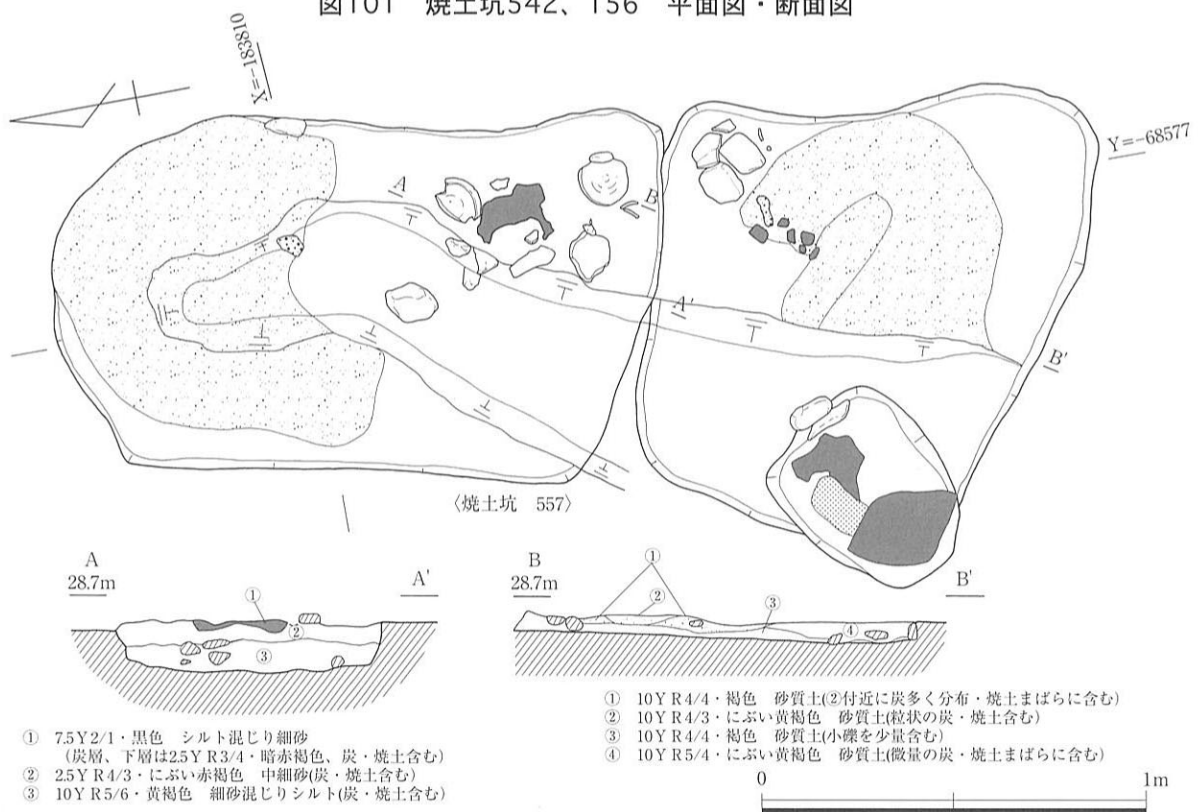 図101 焼土坑542、156 平面図・断面図
X=-183810
Y=-68577
A
B
A'
B'
〈焼土坑 557〉
A
28.7m
A'
①
②
③
B
28.7m
B'
①
②
③
④
① 7.5Y2/1・黒色 シルト混じり細砂
(炭層、下層は2.5YR3/4・暗赤褐色、炭・焼土含む)
② 2.5YR4/3・にぶい赤褐色 中細砂(炭・焼土含む)
③ 10YR5/6・黄褐色 細砂混じりシルト(炭・焼土含む)
① 10YR4/4・褐色 砂質土(②付近に炭多く分布・焼土まばらに含む)
② 10YR4/3・にぶい黄褐色 砂質土(粒状の炭・焼土含む)
③ 10YR4/4・褐色 砂質土(小礫を少量含む)
④ 10YR5/4・にぶい黄褐色 砂質土(微量の炭・焼土まばらに含む)
0 1m